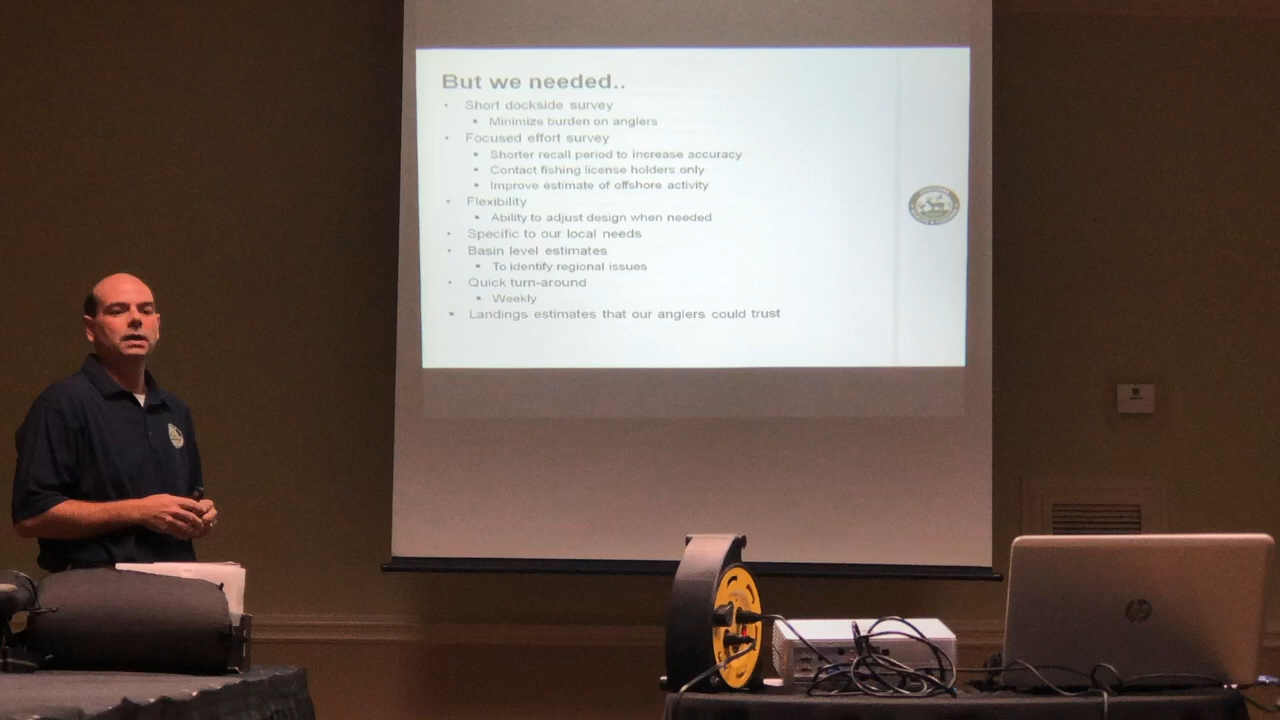 But we needed..
• Short dockside survey
▪ Minimize burden on anglers
• Focused effort survey
▪ Shorter recall period to increase accuracy
▪ Contact fishing license holders only
▪ Improve estimate of offshore activity
• Flexibility
▪ Ability to adjust design when needed
• Specific to our local needs
• Basin level estimates
▪ To identify regional issues
• Quick turn-around
▪ Weekly
▪ Landings estimates that our anglers could trust
hp